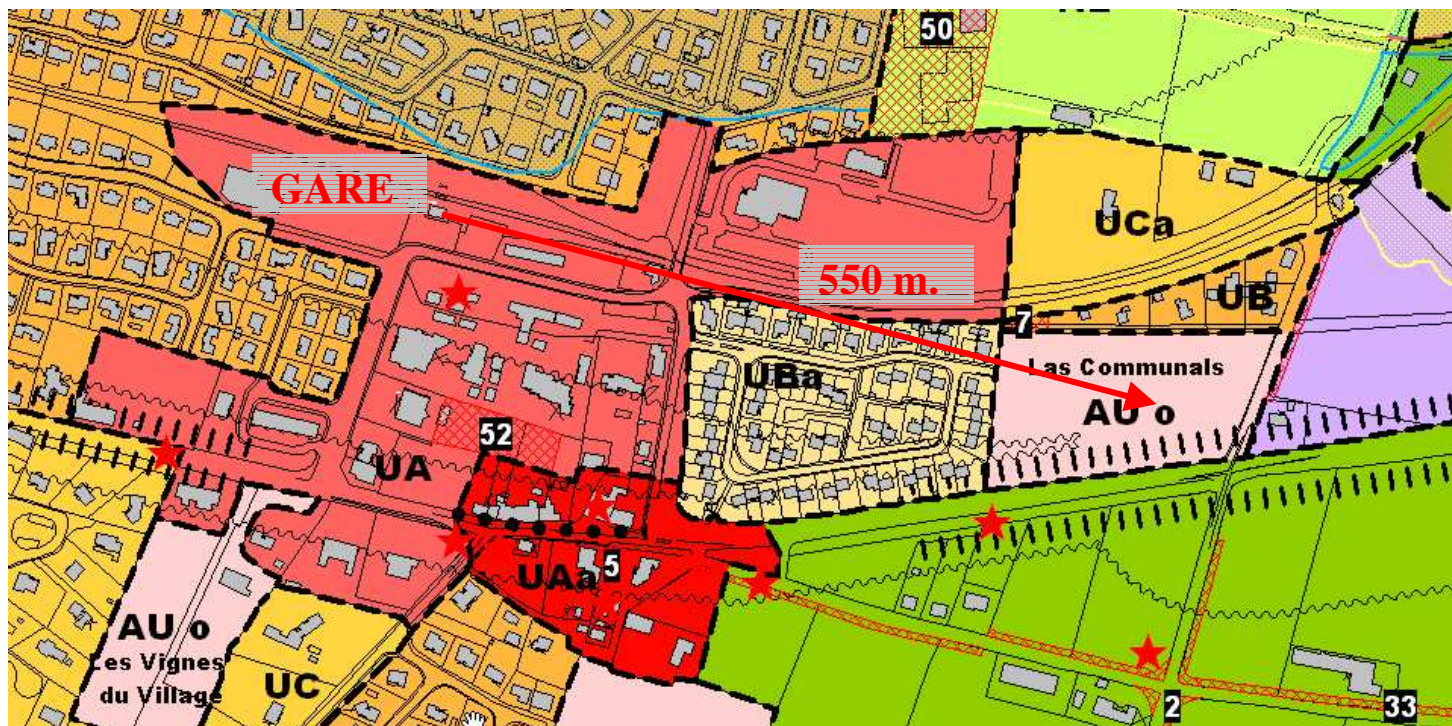 50
GARE
UCa
550 m.
UB
7
Las Communals
UBa
AU o
52
UA
5
UAa
AU o
Les Vignes
du Village
UC
2
33